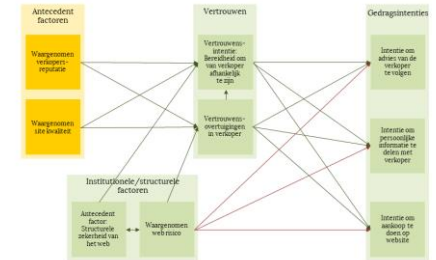 Antecedent
factoren
Waargenomen
verkopers-
reputatie
Waargenomen
site kwaliteit
Vertrouwen
Vertrouwens-
intentie:
Bereidheid om
van verkoper
afhankelijk
te zijn
Vertrouwens-
overtuigingen
in verkoper
Institutionele/structurele
factoren
Antecedent
factor:
Structurele
zekerheid van
het web
Waargenomen
web risico
Gedragsintenties
Intentie om
advies van de
verkoper
te volgen
Intentie om
persoonlijke
informatie te
delen met
verkoper
Intentie om
aankoop te
doen op
website